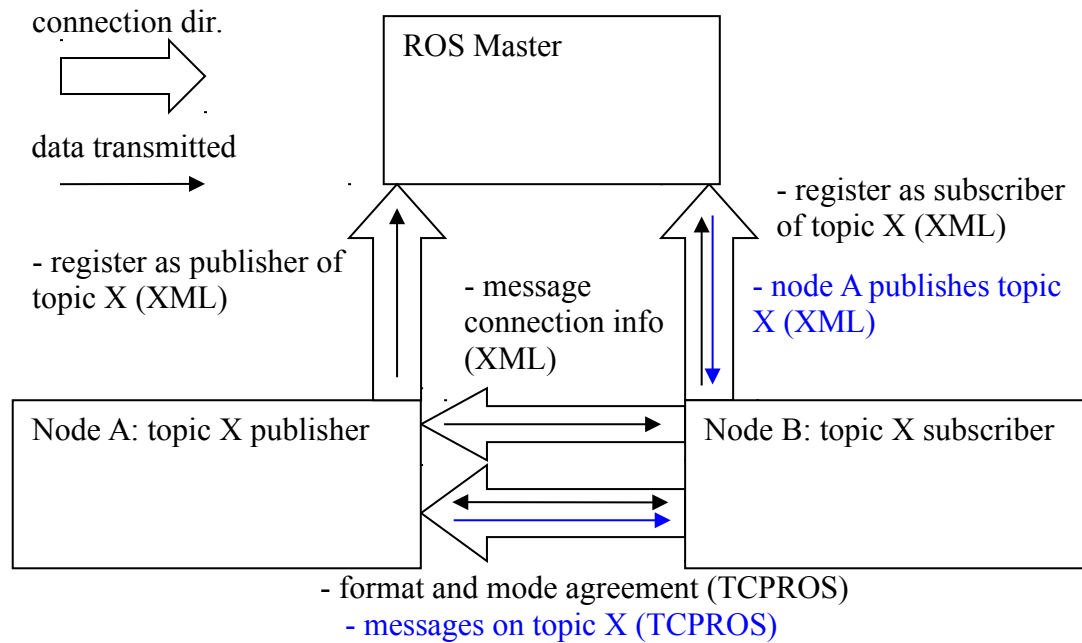 connection dir.
data transmitted
ROS Master
- register as publisher of
topic X (XML)
- register as subscriber
of topic X (XML)
- node A publishes topic
X (XML)
- message
connection info
(XML)
Node A: topic X publisher
Node B: topic X subscriber
- format and mode agreement (TCPROS)
- messages on topic X (TCPROS)